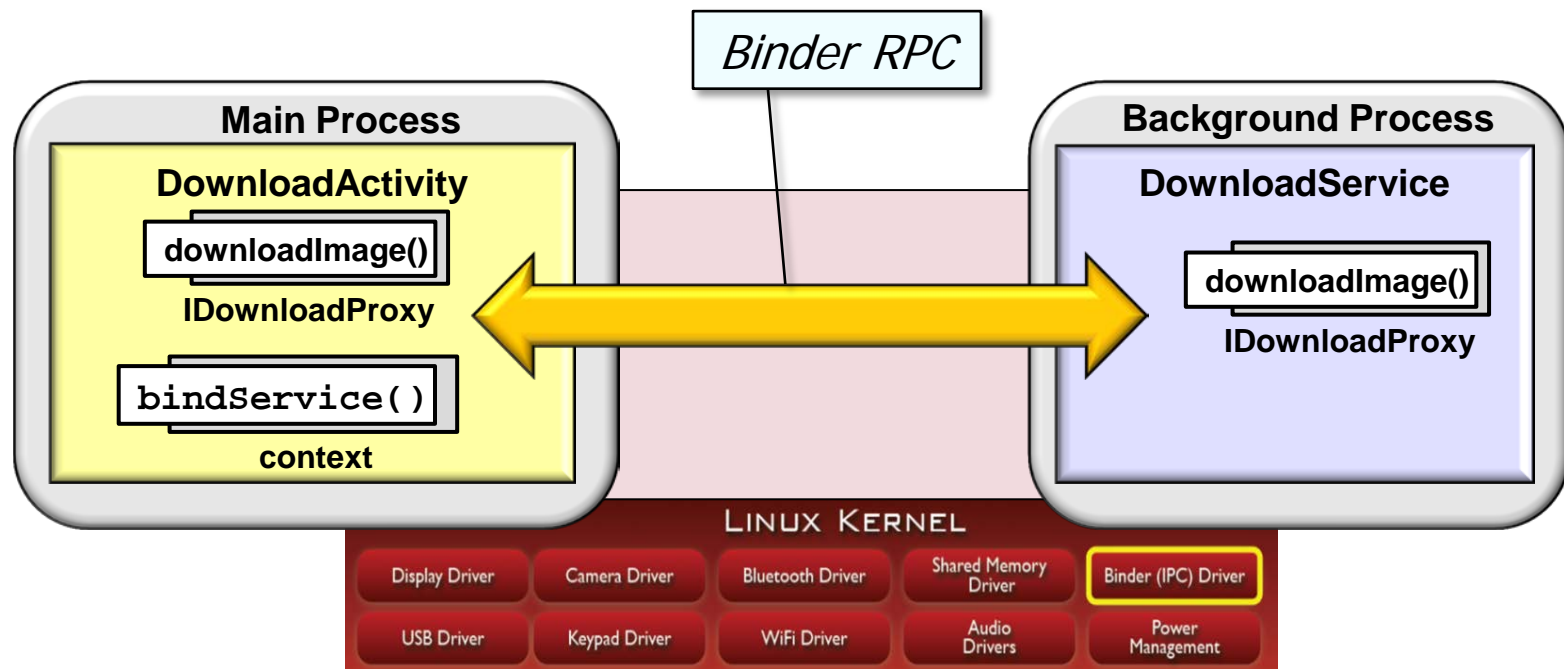 Binder RPC
Main Process
DownloadActivity
downloadImage()
IDownloadProxy
bindService()
context
Background Process
DownloadService
downloadImage()
IDownloadProxy
LINUX KERNEL
Display Driver
Camera Driver
Bluetooth Driver
Shared Memory
Driver
Binder (IPC) Driver
USB Driver
Keypad Driver
WiFi Driver
Audio
Drivers
Power
Management